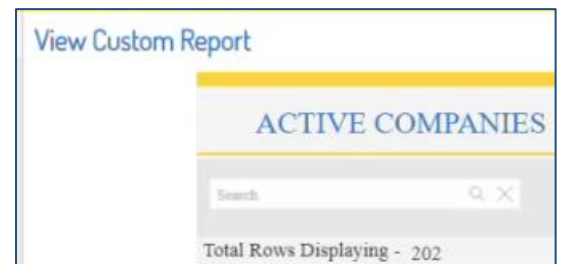 View Custom Report
ACTIVE COMPANIES
Search
Total Rows Displaying - 202